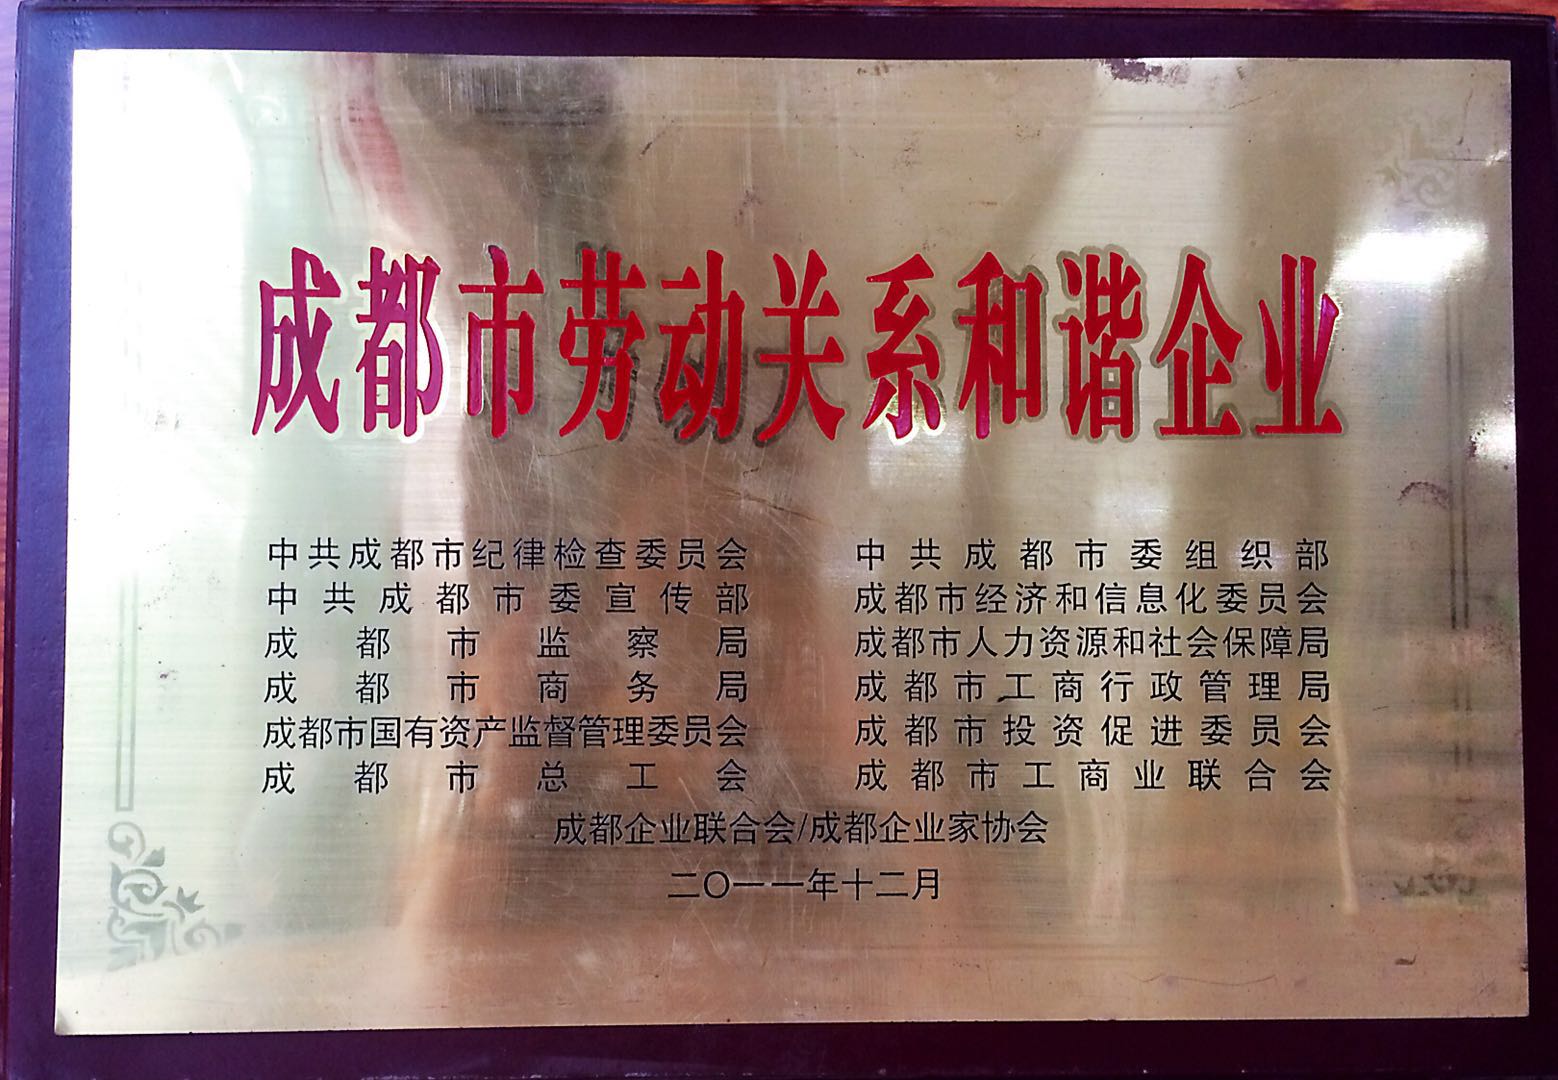 成都市劳动关系和谐企业
中共成都市纪律检查委员会 中共成都市委组织部
中共成都市委宣传部 成都市经济和信息化委员会
成都市监察局 成都市人力资源和社会保障局
成都市商务局 成都市工商行政管理局
成都市国有资产监督管理委员会 成都市投资促进委员会
成都市总工会 成都市工商业联合会
成都企业联合会/成都企业家协会
二〇一一年十二月